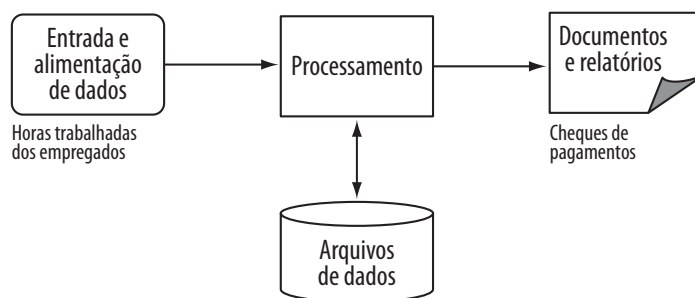 Entrada e
alimentação
de dados
Horas trabalhadas
dos empregados
Processamento
Documentos
e relatórios
Cheques de
pagamentos
Arquivos
de dados